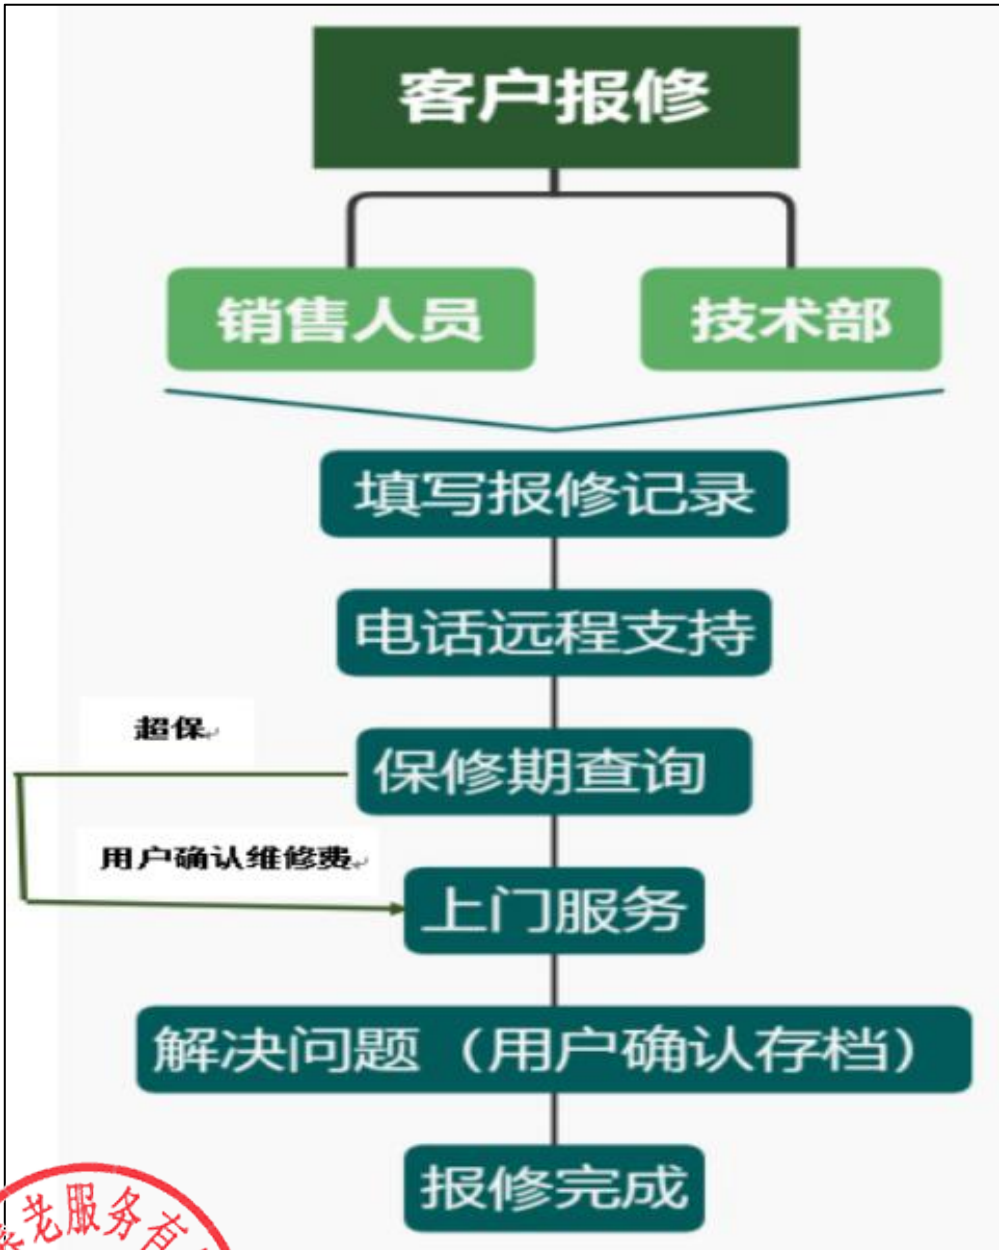 客户报修
销售人员
技术部
填写报修记录
电话远程支持
超保
保修期查询
用户确认维修费
上门服务
解决问题（用户确认存档）
报修完成
老服务有